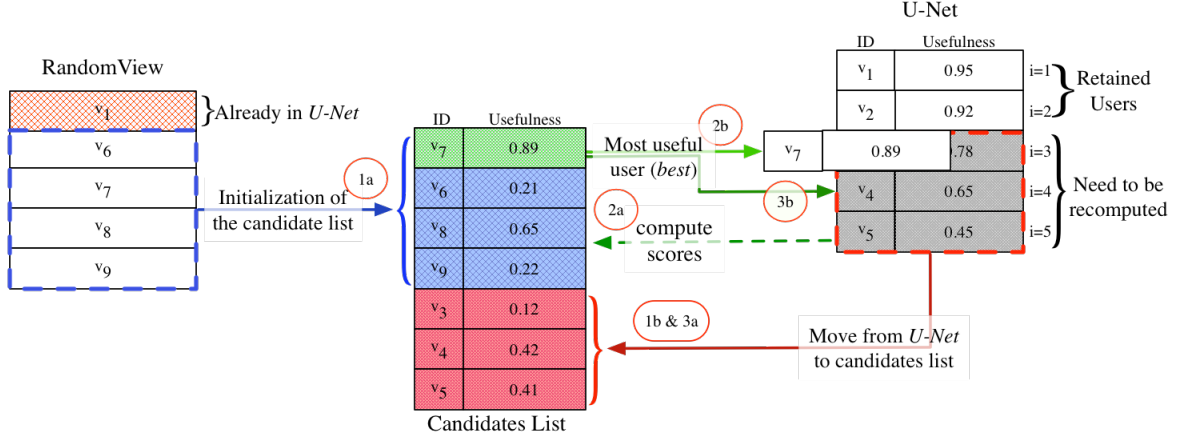 U-Net
ID Usefulness
v1 0.95 i=1
v2 0.92 i=2
Retained
Users
RandomView
v1
Already in U-Net
v6
v7
v8
v9
1a
Initialization of
the candidate list
ID Usefulness
v7 0.89
v6 0.21
v8 0.65
v9 0.22
v3 0.12
v4 0.42
v5 0.41
Candidates List
2b
Most useful
user (best)
3b
2a
compute
scores
v7 0.89 .78 i=3
v4 0.65 i=4
v5 0.45 i=5
Need to be
recomputed
1b & 3a
Move from U-Net
to candidates list